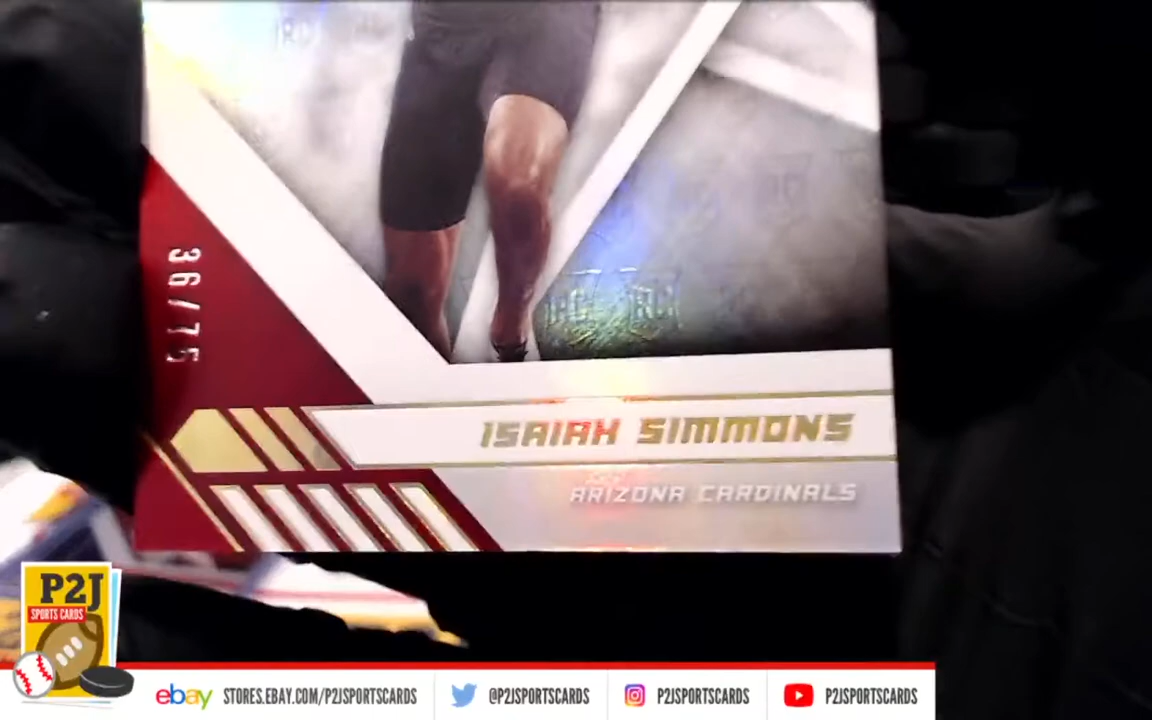 36/75
ISAIAH SIMMONS
ARIZONA CARDINALS
P2J
SPORTS CARDS
ebay STORES.EBAY.COM/P2JSPORTSCARDS
@P2JSPORTSCARDS
P2JSPORTSCARDS
P2JSPORTSCARDS